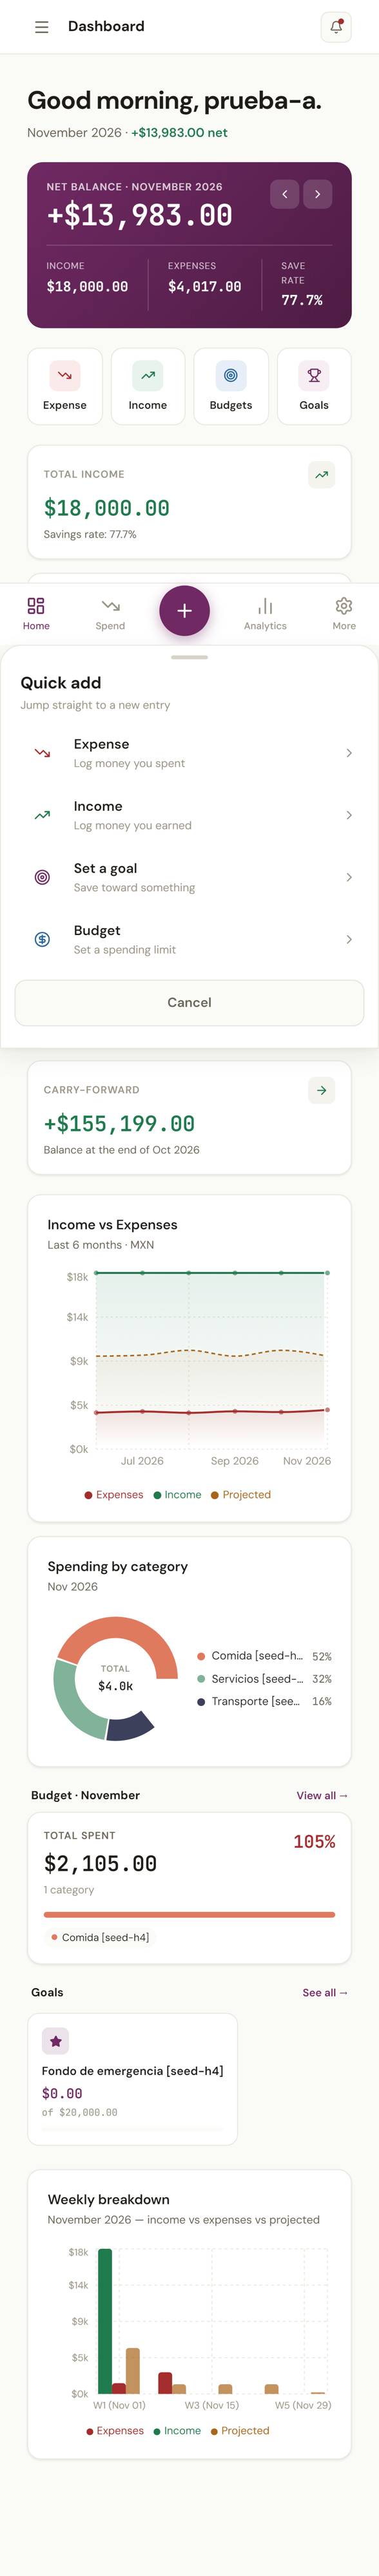 Dashboard
Good morning, prueba-a.
November 2026 · +$13,983.00 net
NET BALANCE · NOVEMBER 2026
+$13,983.00
INCOME
$18,000.00
EXPENSES
$4,017.00
SAVE
RATE
77.7%
Expense
Income
Budgets
Goals
TOTAL INCOME
$18,000.00
Savings rate: 77.7%
Home
Spend
Analytics
More
Quick add
Jump straight to a new entry
Expense
Log money you spent
Income
Log money you earned
Set a goal
Save toward something
Budget
Set a spending limit
Cancel
CARRY-FORWARD
+$155,199.00
Balance at the end of Oct 2026
Income vs Expenses
Last 6 months · MXN
$18k
$14k
$9k
$5k
$0k
Jul 2026 Sep 2026 Nov 2026
Expenses Income Projected
Spending by category
Nov 2026
TOTAL
$4.0k
Comida [seed-h... 52%
Servicios [seed-... 32%
Transporte [see... 16%
Budget · November View all →
TOTAL SPENT
105%
$2,105.00
1 category
Comida [seed-h4]
Goals See all →
Fondo de emergencia [seed-h4]
$0.00
of $20,000.00
Weekly breakdown
November 2026 — income vs expenses vs projected
$18k
$14k
$9k
$5k
$0k
W1 (Nov 01) W3 (Nov 15) W5 (Nov 29)
Expenses Income Projected